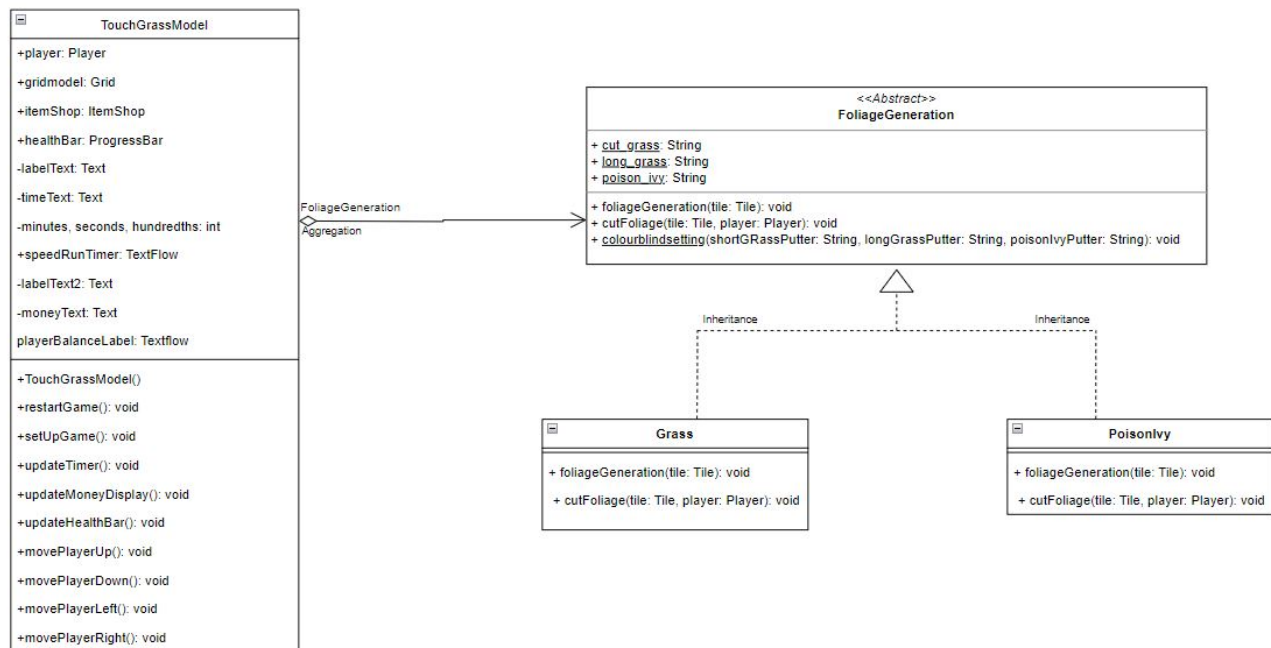 TouchGrassModel
+player: Player
+gridmodel: Grid
+itemShop: ItemShop
+healthBar: ProgressBar
-labelText: Text
-timeText: Text
-minutes, seconds, hundredths: int
+speedRunTimer: TextFlow
-labelText2: Text
-moneyText: Text
playerBalanceLabel: Textflow
+TouchGrassModel()
+restartGame(): void
+setUpGame(): void
+updateTimer(): void
+updateMoneyDisplay(): void
+updateHealthBar(): void
+movePlayerUp(): void
+movePlayerDown(): void
+movePlayerLeft(): void
+movePlayerRight(): void
FoliageGeneration
Aggregation
<<Abstract>>
FoliageGeneration
+ cut_grass: String
+ long_grass: String
+ poison_ivy: String
+ foliageGeneration(tile: Tile): void
+ cutFoliage(tile: Tile, player: Player): void
+ colourblindsetting(shortGRassPutter: String, longGrassPutter: String, poisonIvyPutter: String): void
Inheritance
Inheritance
Grass
+ foliageGeneration(tile: Tile): void
+ cutFoliage(tile: Tile, player: Player): void
PoisonIvy
+ foliageGeneration(tile: Tile): void
+ cutFoliage(tile: Tile, player: Player): void